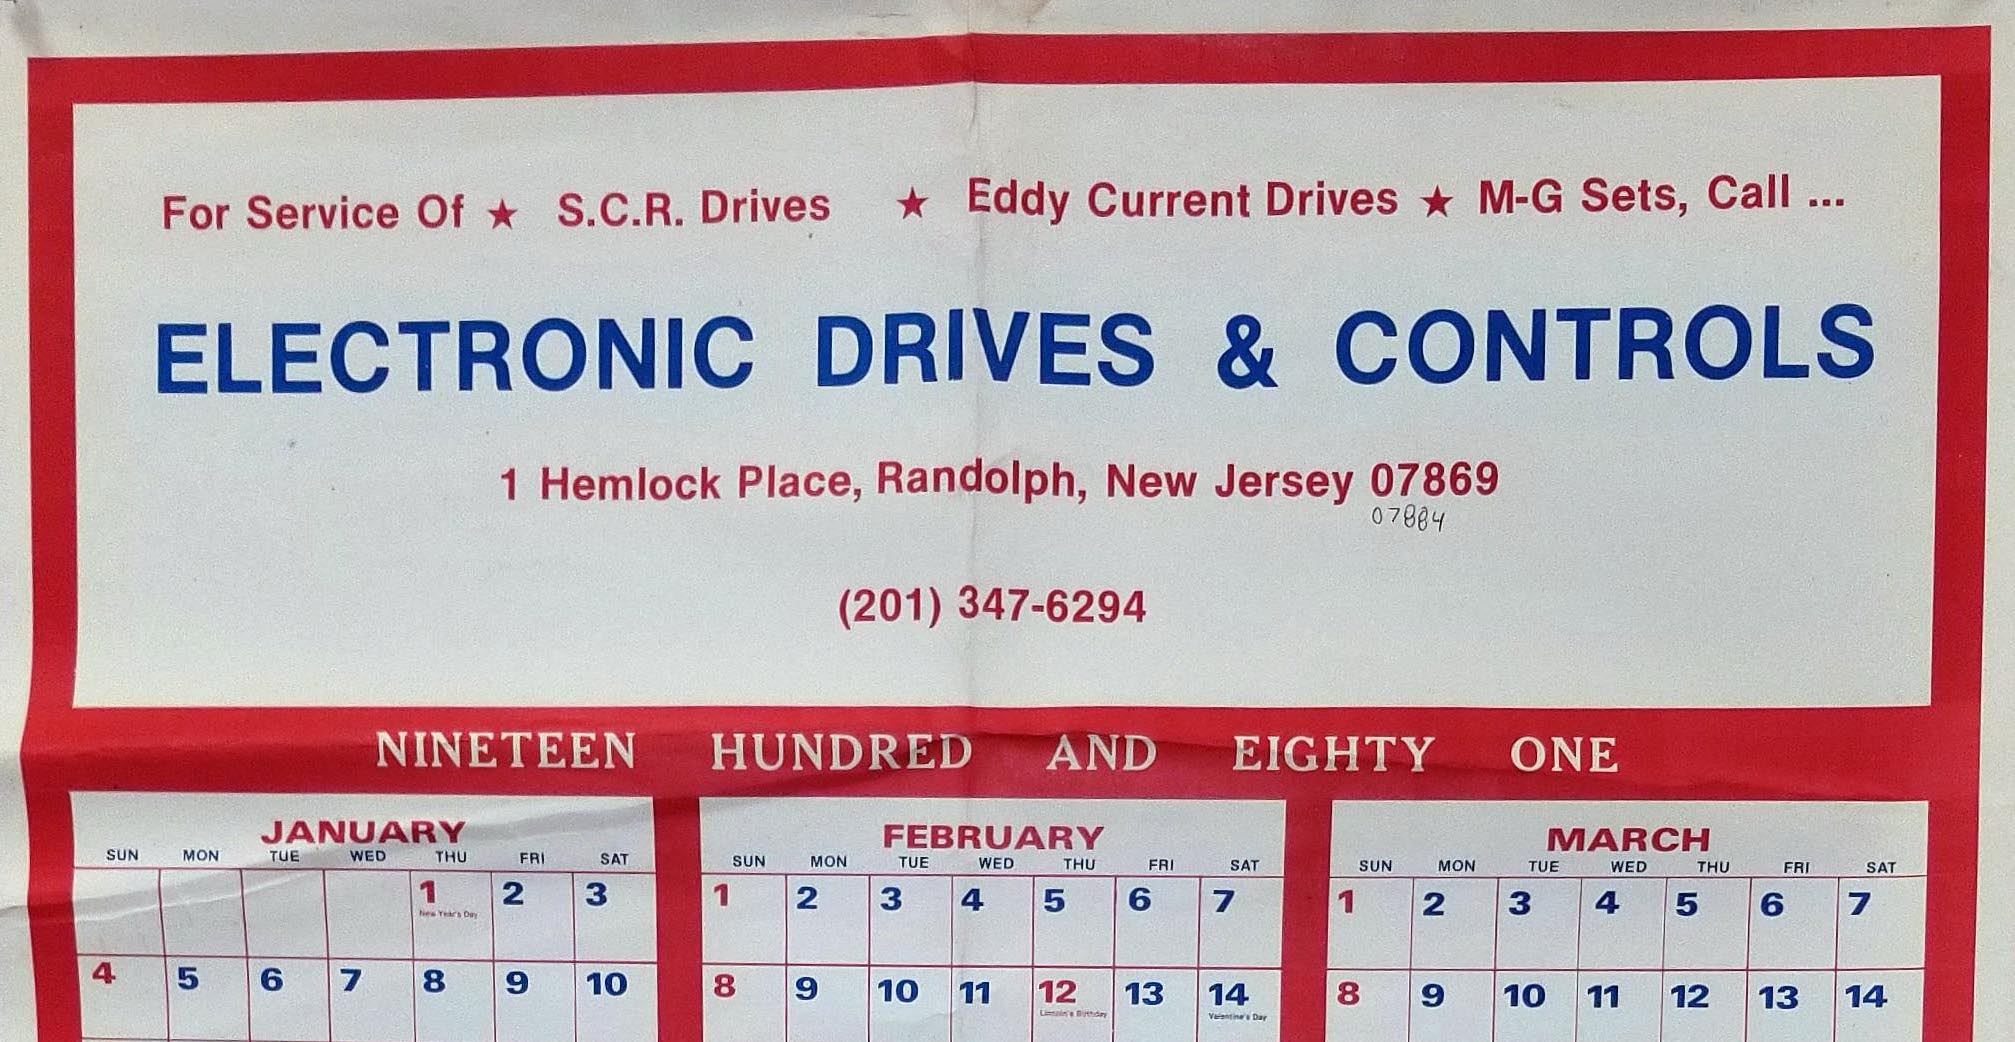 For Service Of ★ S.C.R. Drives ★ Eddy Current Drives ★ M-G Sets, Call ...
ELECTRONIC DRIVES & CONTROLS
1 Hemlock Place, Randolph, New Jersey 07869
07884
(201) 347-6294
NINETEEN HUNDRED AND EIGHTY ONE
JANUARY
SUN MON TUE WED THU FRI SAT
1 2 3
New Year's Day
4 5 6 7 8 9 10
FEBRUARY
SUN MON TUE WED THU FRI SAT
1 2 3 4 5 6 7
8 9 10 11 12 13 14
Lincoln's Birthday Valentine's Day
MARCH
SUN MON TUE WED THU FRI SAT
1 2 3 4 5 6 7
8 9 10 11 12 13 14